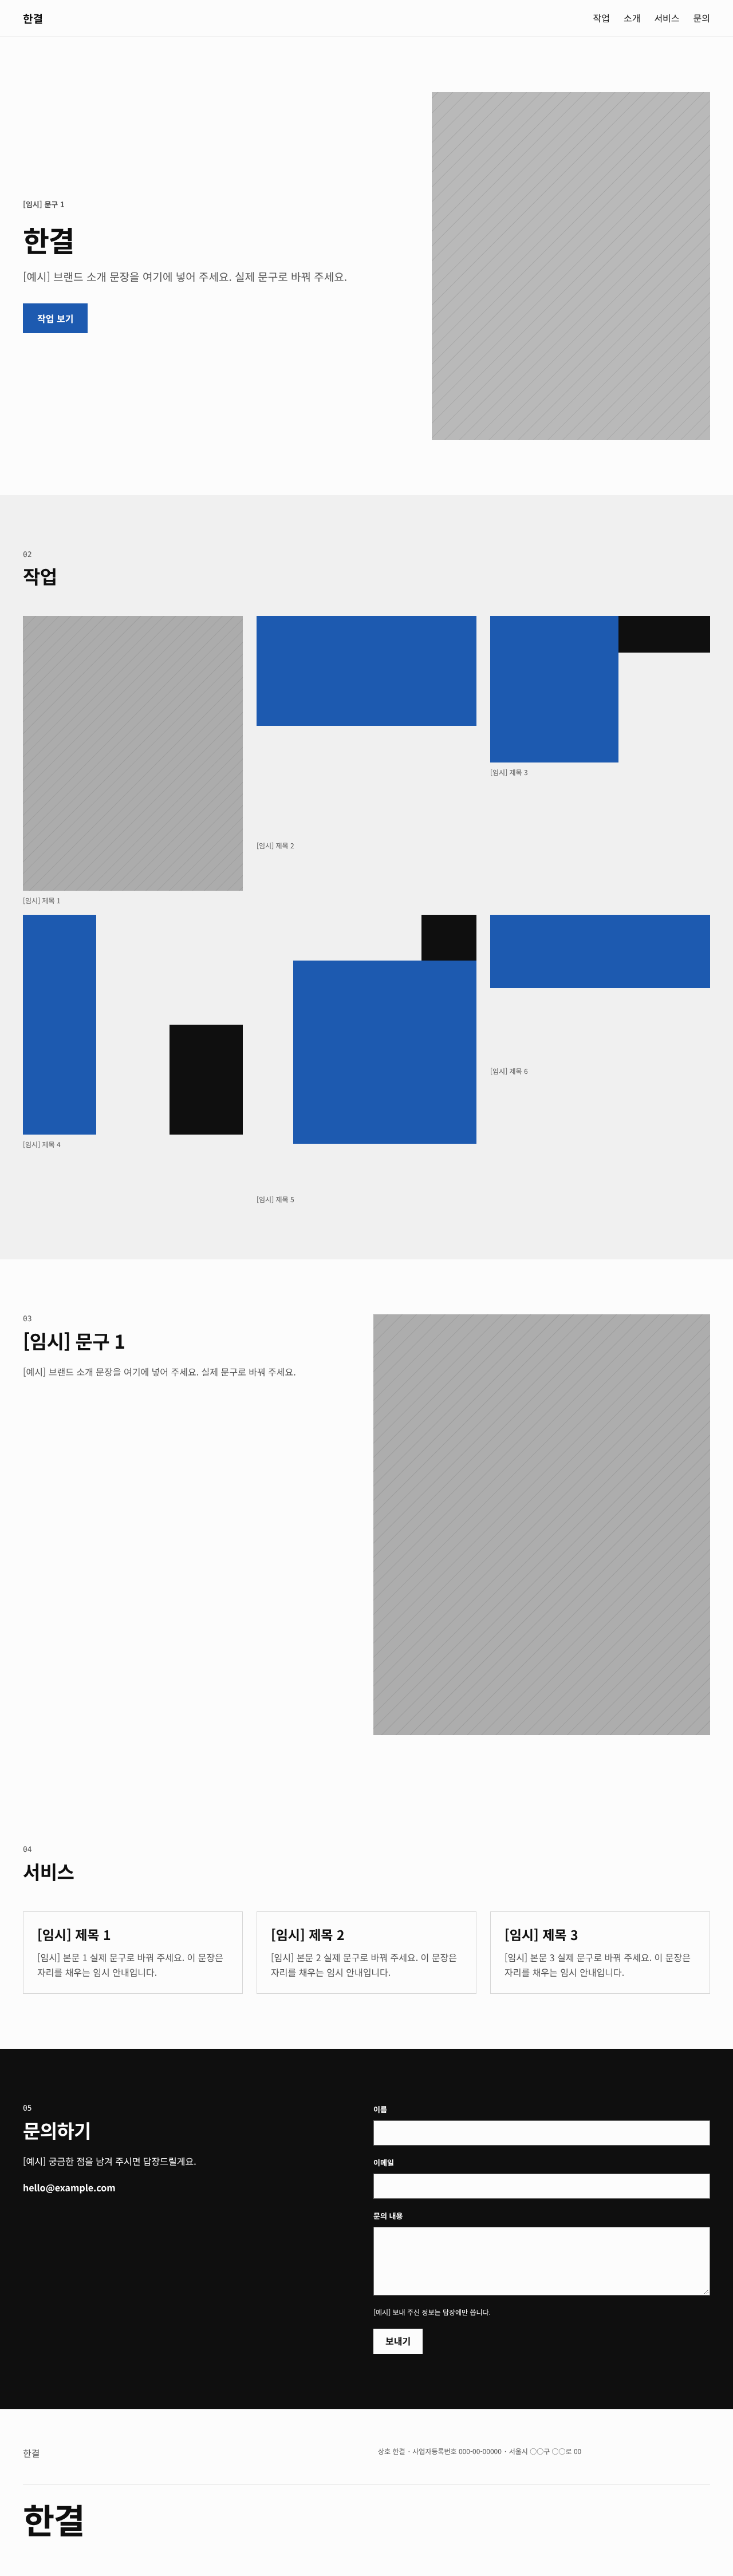 한결
작업 소개 서비스 문의
[임시] 문구 1
한결
[예시] 브랜드 소개 문장을 여기에 넣어 주세요. 실제 문구로 바꿔 주세요.
작업 보기
02
작업
[임시] 제목 1
[임시] 제목 2
[임시] 제목 3
[임시] 제목 4
[임시] 제목 5
[임시] 제목 6
03
[임시] 문구 1
[예시] 브랜드 소개 문장을 여기에 넣어 주세요. 실제 문구로 바꿔 주세요.
04
서비스
[임시] 제목 1
[임시] 본문 1 실제 문구로 바꿔 주세요. 이 문장은
자리를 채우는 임시 안내입니다.
[임시] 제목 2
[임시] 본문 2 실제 문구로 바꿔 주세요. 이 문장은
자리를 채우는 임시 안내입니다.
[임시] 제목 3
[임시] 본문 3 실제 문구로 바꿔 주세요. 이 문장은
자리를 채우는 임시 안내입니다.
05
문의하기
[예시] 궁금한 점을 남겨 주시면 답장드릴게요.
hello@example.com
이름
이메일
문의 내용
[예시] 보내 주신 정보는 답장에만 씁니다.
보내기
한결
상호 한결 · 사업자등록번호 000-00-00000 · 서울시 〇〇구 〇〇로 00
한결